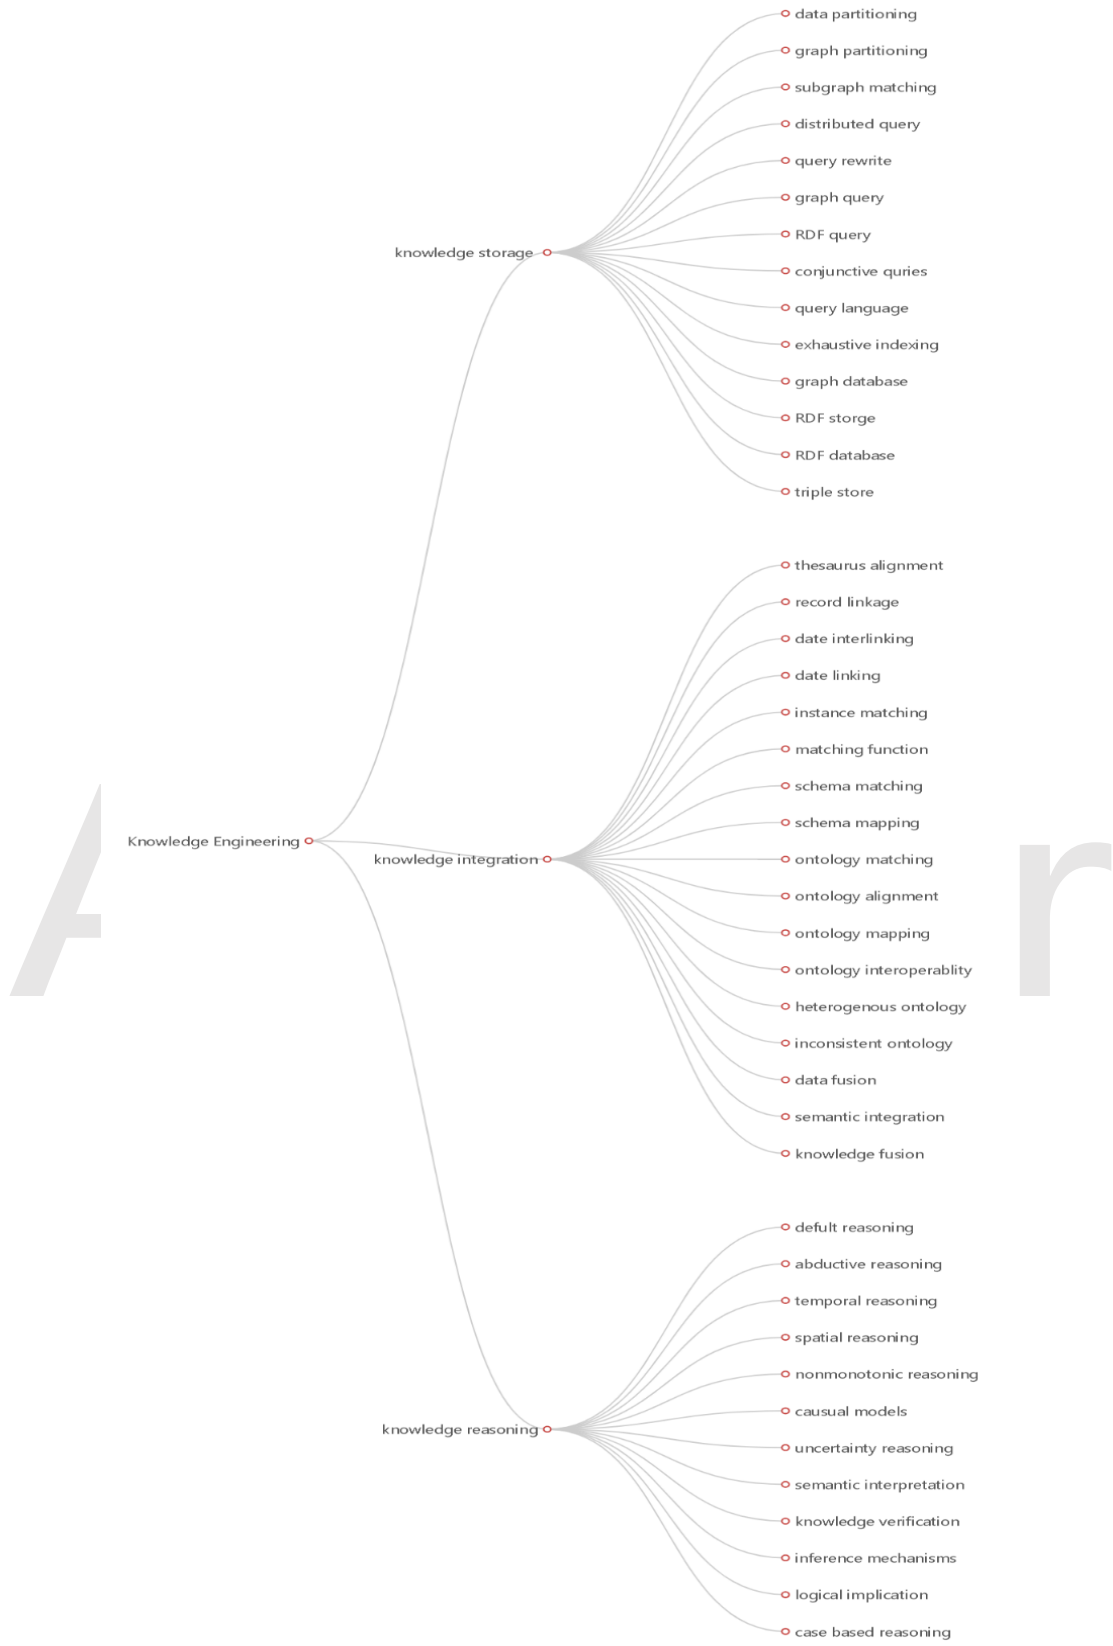 Knowledge Engineering
knowledge storage
data partitioning
graph partitioning
subgraph matching
distributed query
query rewrite
graph query
RDF query
conjunctive quries
query language
exhaustive indexing
graph database
RDF storge
RDF database
triple store
knowledge integration
thesaurus alignment
record linkage
date interlinking
date linking
instance matching
matching function
schema matching
schema mapping
ontology matching
ontology alignment
ontology mapping
ontology interoperablity
heterogenous ontology
inconsistent ontology
data fusion
semantic integration
knowledge fusion
knowledge reasoning
defult reasoning
abductive reasoning
temporal reasoning
spatial reasoning
nonmonotonic reasoning
causual models
uncertainty reasoning
semantic interpretation
knowledge verification
inference mechanisms
logical implication
case based reasoning